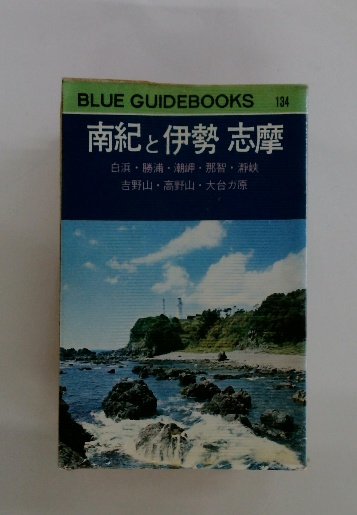 BLUE GUIDEBOOKS 134
南紀と伊勢 志摩
白浜・勝浦・潮岬・那智・瀞峡
吉野山・高野山・大台ガ原